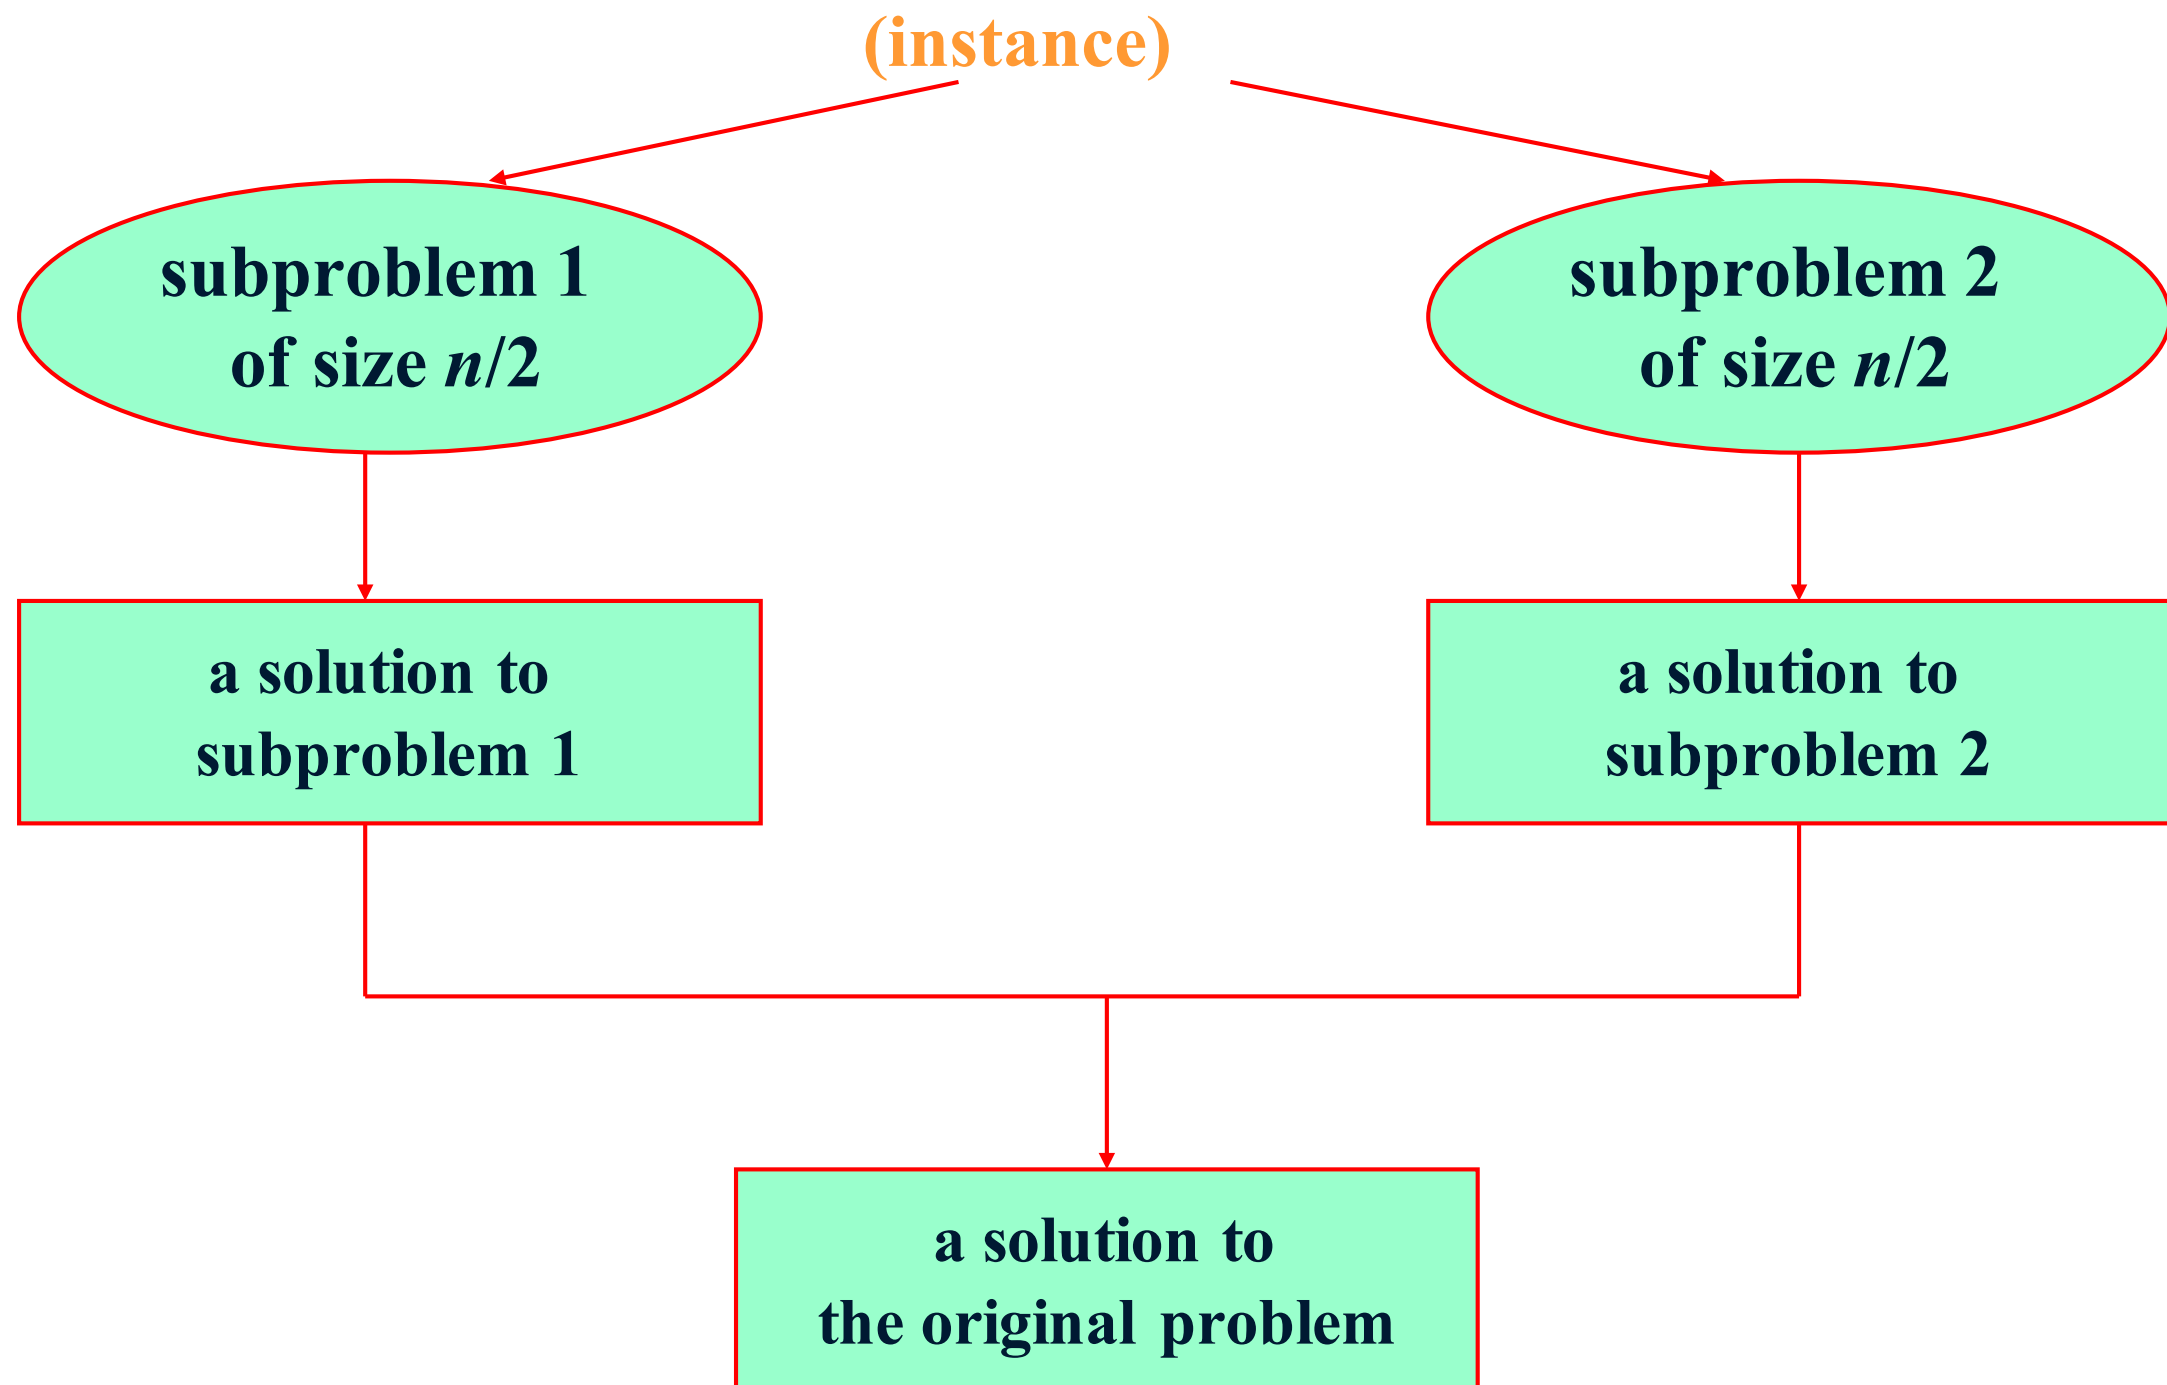 (instance)
subproblem 1
of size n/2
subproblem 2
of size n/2
a solution to
subproblem 1
a solution to
subproblem 2
a solution to
the original problem